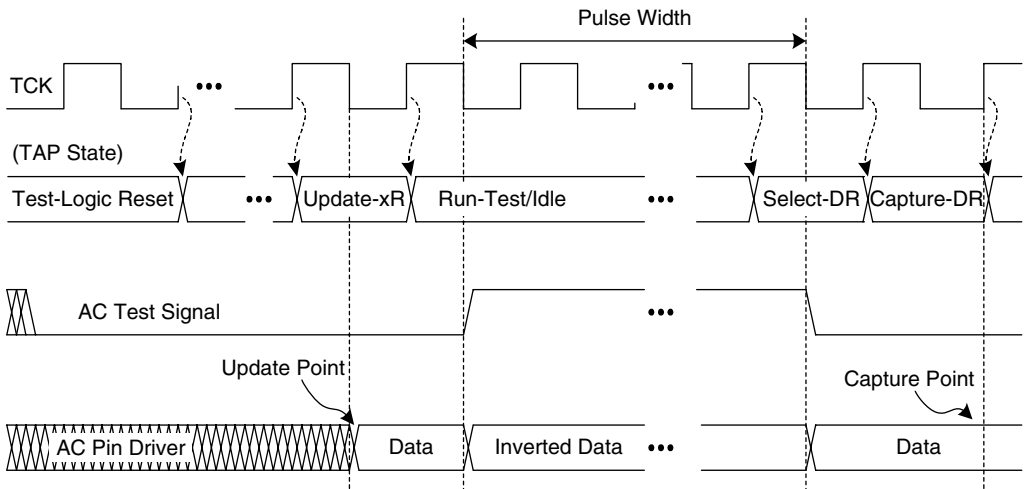 Pulse Width
TCK
•••
•••
(TAP State)
Test-Logic Reset
•••
Update-xR
Run-Test/Idle
•••
Select-DR
Capture-DR
AC Test Signal
•••
Update Point
Capture Point
AC Pin Driver
Data
Inverted Data
•••
Data